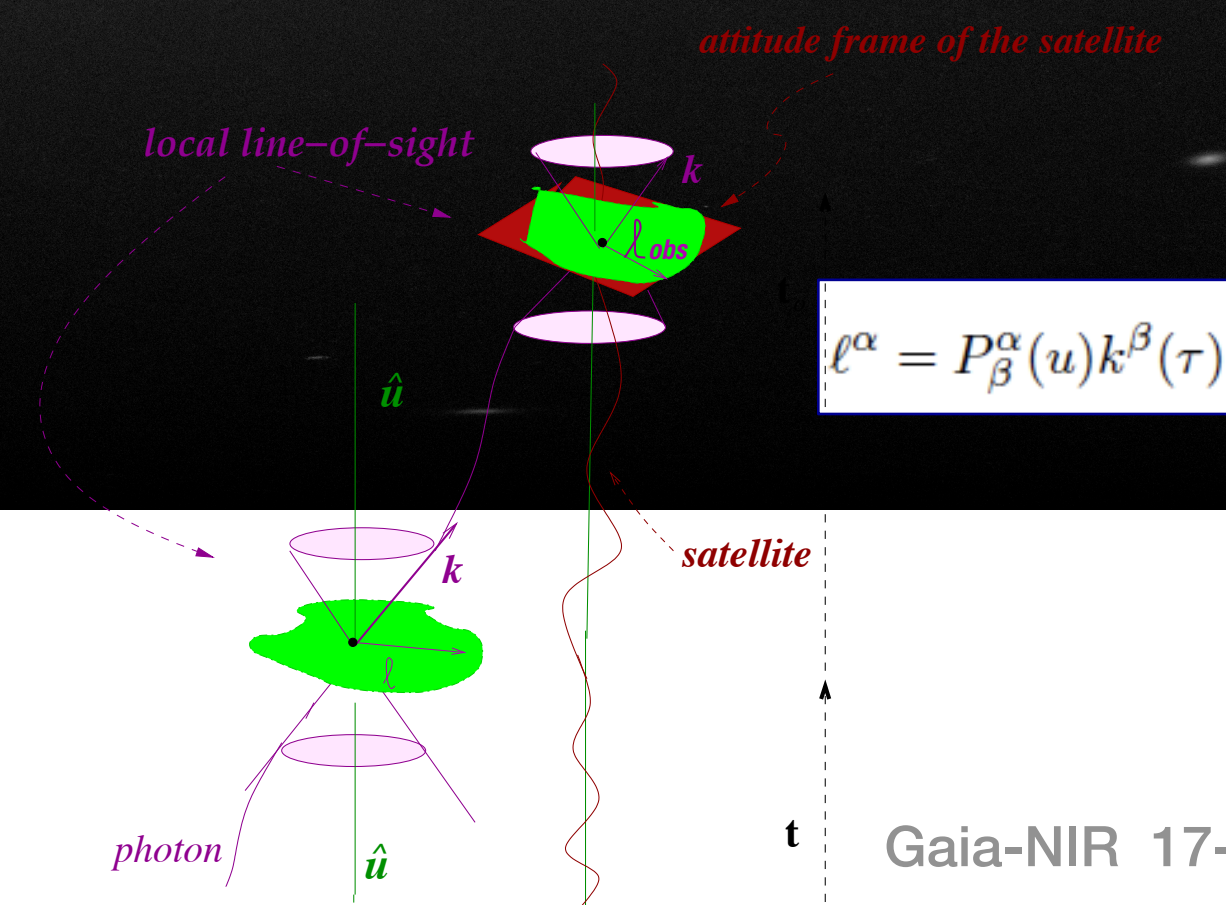 attitude frame of the satellite
local line-of-sight
k
ℓobs
t
ℓ^α = P^α_β(u)k^β(τ)
û
satellite
k
ℓ
photon
û
t
Gaia-NIR 17-